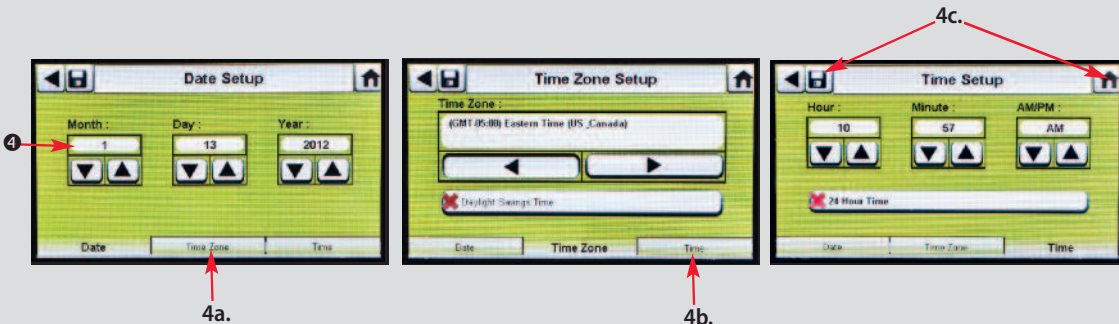 4c.
Date Setup
Month :
Day :
Year :
❹
1
13
2012
Date
Time Zone
Time
4a.
Time Zone Setup
Time Zone :
(GMT-05:00) Eastern Time (US_Canada)
Daylight Savings Time
Date
Time Zone
Time
4b.
Time Setup
Hour :
Minute :
AM/PM :
10
57
AM
24 Hour Time
Date
Time Zone
Time